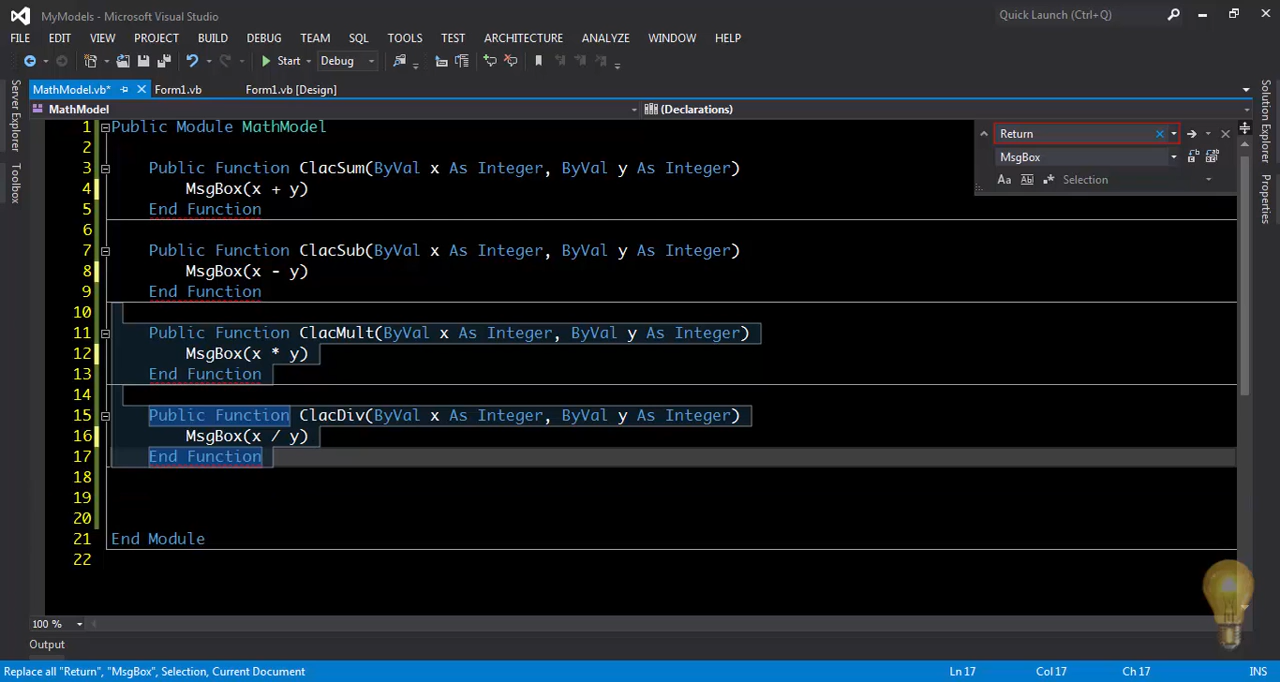 MyModels - Microsoft Visual Studio
Quick Launch (Ctrl+Q)
FILE EDIT VIEW PROJECT BUILD DEBUG TEAM SQL TOOLS TEST ARCHITECTURE ANALYZE WINDOW HELP
Start Debug
MathModel.vb* Form1.vb Form1.vb [Design]
MathModel (Declarations)
Server Explorer
Toolbox
Solution Explorer
Properties
Return
MsgBox
Aa Ab Selection
1 Public Module MathModel
2
3 Public Function ClacSum(ByVal x As Integer, ByVal y As Integer)
4 MsgBox(x + y)
5 End Function
6
7 Public Function ClacSub(ByVal x As Integer, ByVal y As Integer)
8 MsgBox(x - y)
9 End Function
10
11 Public Function ClacMult(ByVal x As Integer, ByVal y As Integer)
12 MsgBox(x * y)
13 End Function
14
15 Public Function ClacDiv(ByVal x As Integer, ByVal y As Integer)
16 MsgBox(x / y)
17 End Function
18
19
20
21 End Module
22
100 %
Output
Replace all "Return", "MsgBox", Selection, Current Document Ln 17 Col 17 Ch 17 INS